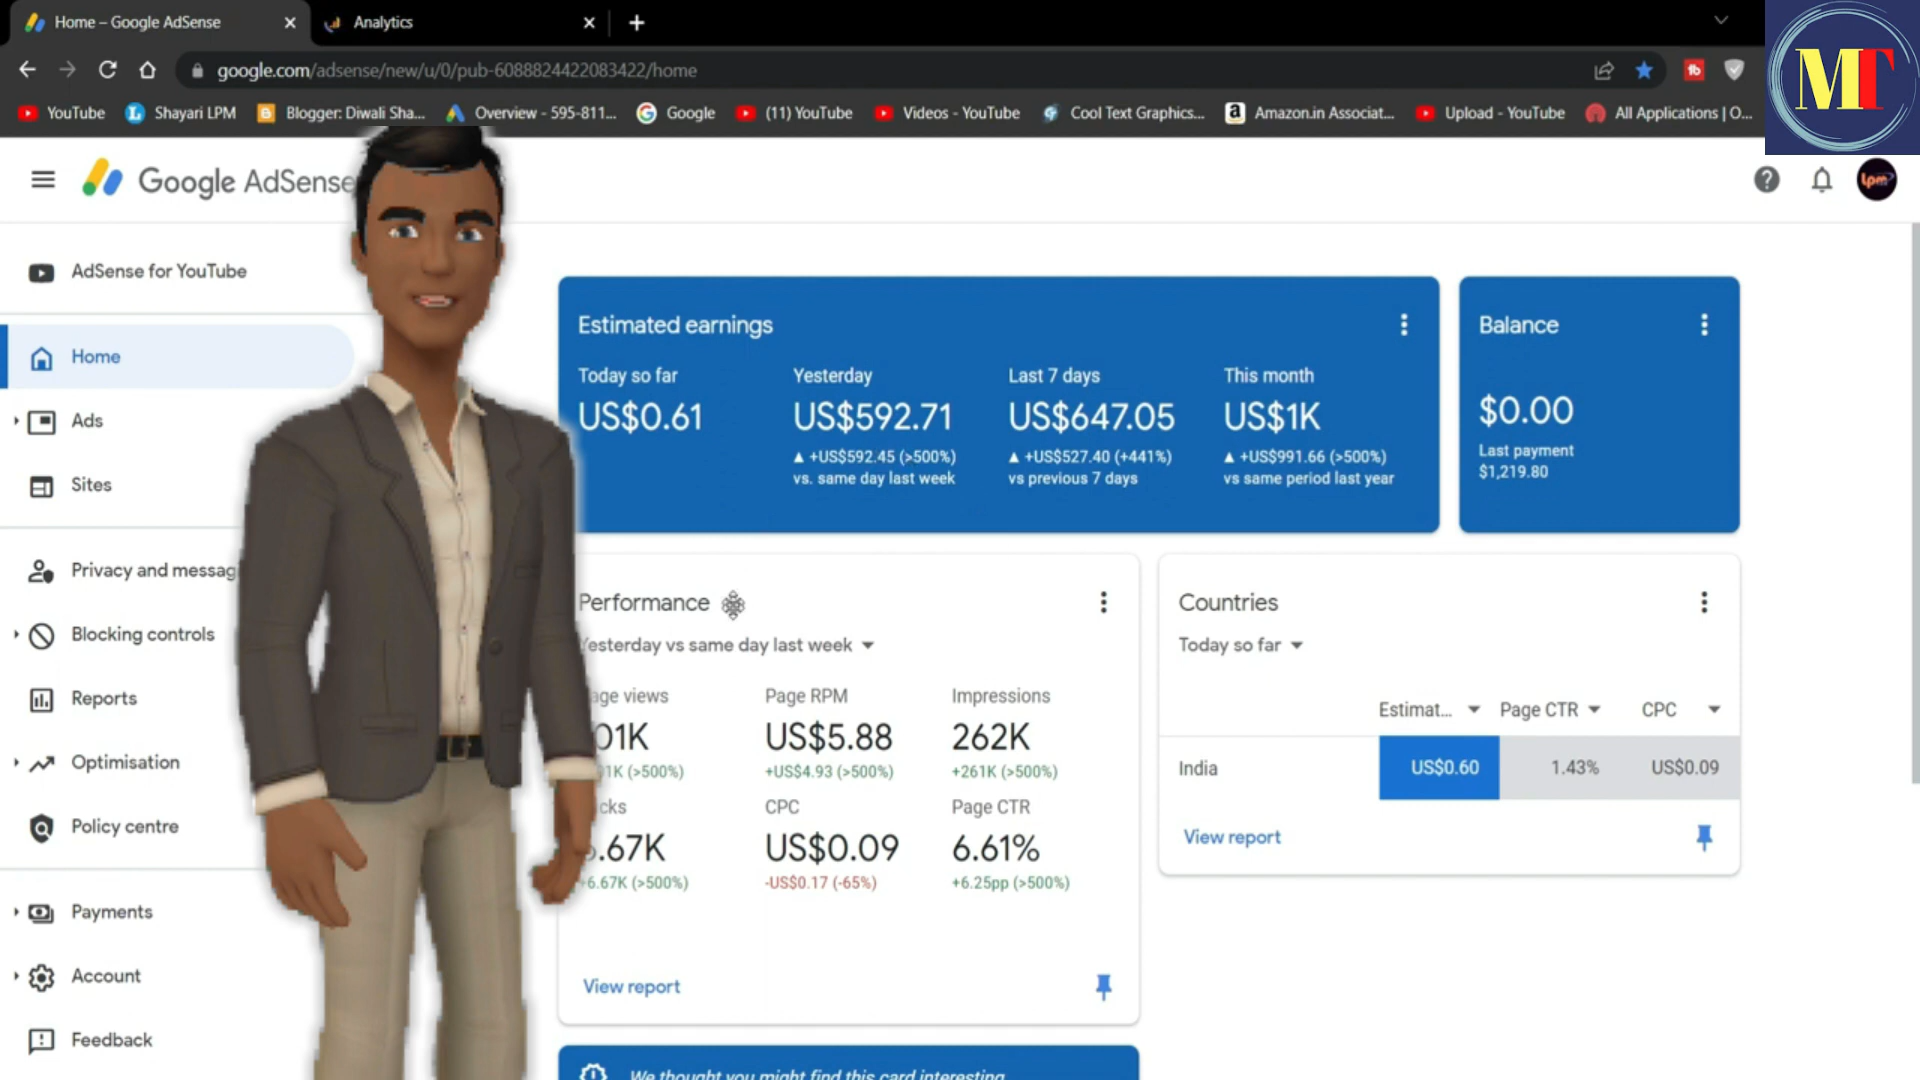 Home – Google AdSense
Analytics
google.com/adsense/new/u/0/pub-6088824422083422/home
YouTube
Shayari LPM
Blogger: Diwali Sha...
Overview - 595-811...
Google
(11) YouTube
Videos - YouTube
Cool Text Graphics...
Amazon.in Associat...
Upload - YouTube
All Applications | O...
MT
Google AdSense
lpm
AdSense for YouTube
Home
Ads
Sites
Privacy and messag
Blocking controls
Reports
Optimisation
Policy centre
Payments
Account
Feedback
Estimated earnings
Today so far
US$0.61
Yesterday
US$592.71
+US$592.45 (>500%)
vs. same day last week
Last 7 days
US$647.05
+US$527.40 (+441%)
vs previous 7 days
This month
US$1K
+US$991.66 (>500%)
vs same period last year
Balance
$0.00
Last payment
$1,219.80
Performance
Yesterday vs same day last week
age views
01K
1K (>500%)
Page RPM
US$5.88
+US$4.93 (>500%)
Impressions
262K
+261K (>500%)
cks
.67K
+6.67K (>500%)
CPC
US$0.09
-US$0.17 (-65%)
Page CTR
6.61%
+6.25pp (>500%)
View report
Countries
Today so far
Estimat... Page CTR CPC
India US$0.60 1.43% US$0.09
View report
We thought you might find this card interesting